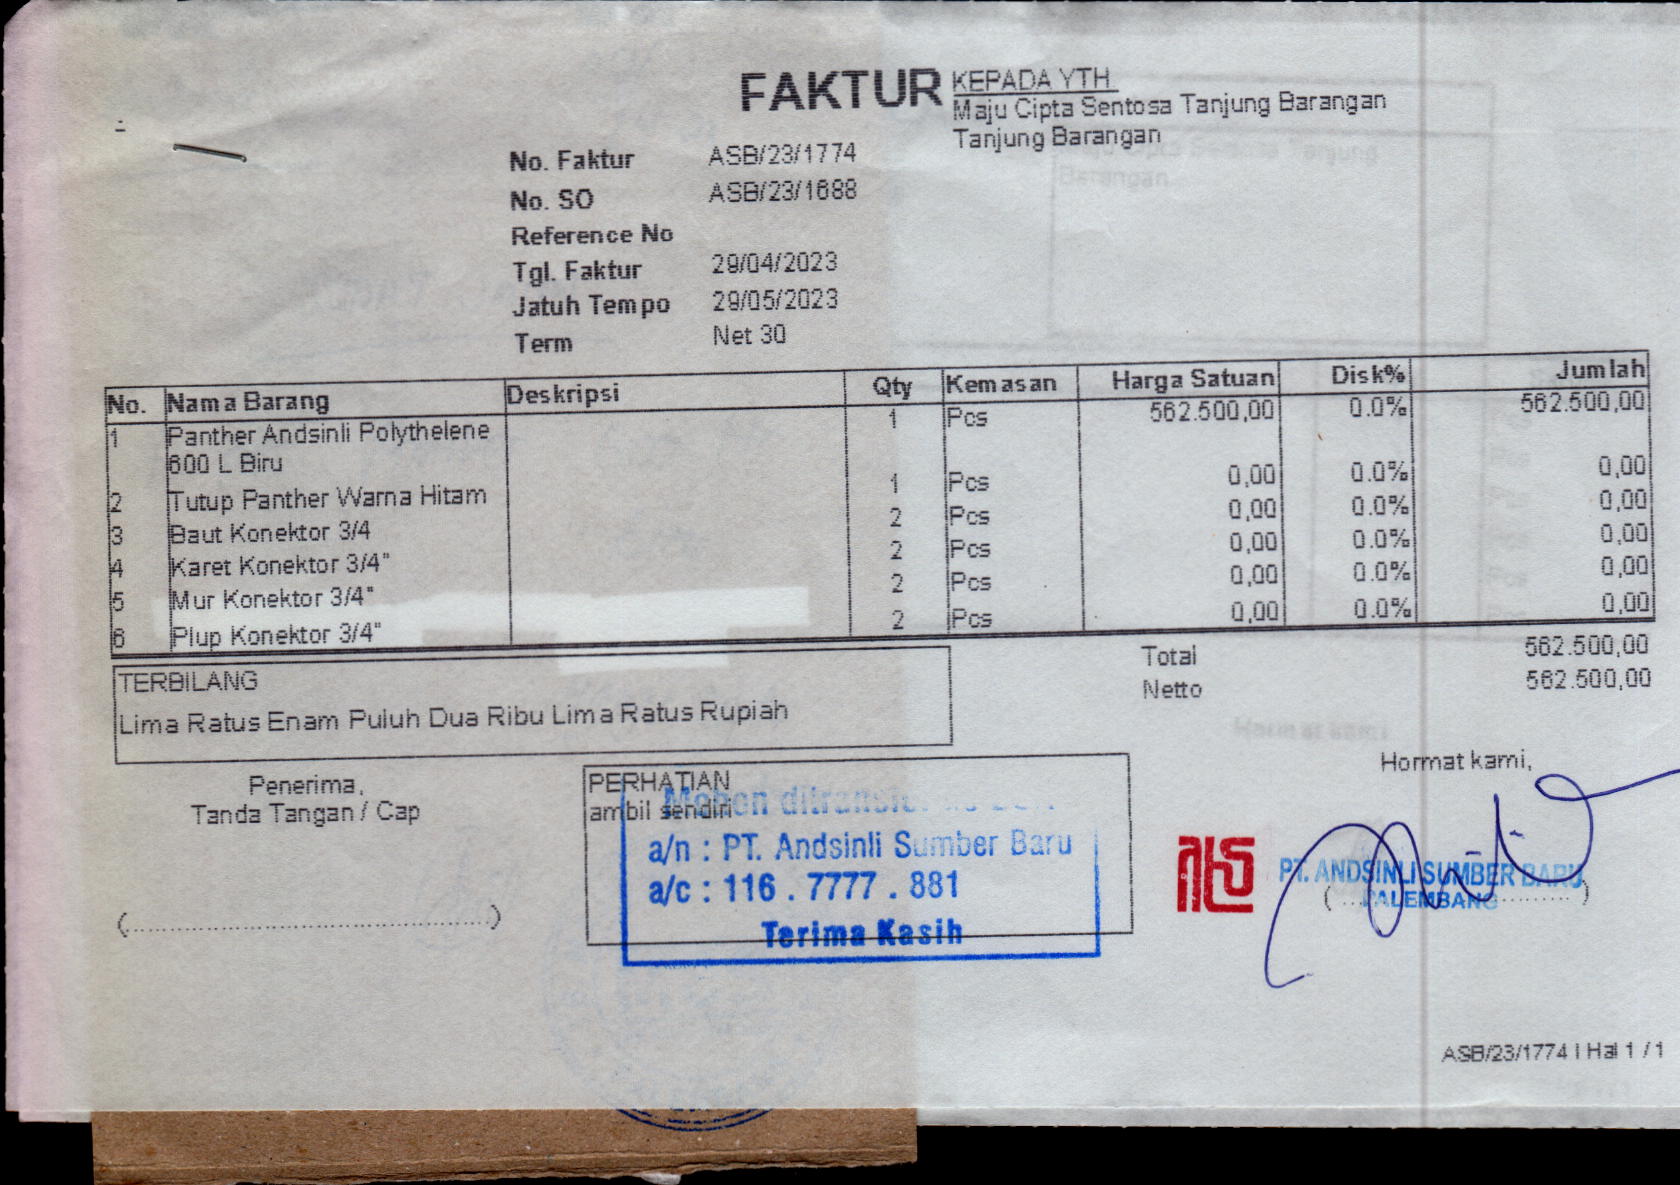 FAKTUR
KEPADA YTH.
Maju Cipta Sentosa Tanjung Barangan
Tanjung Barangan
No. Faktur ASB/23/1774
No. SO ASB/23/1688
Reference No
Tgl. Faktur 29/04/2023
Jatuh Tempo 29/05/2023
Term Net 30
No. Nama Barang Deskripsi Qty Kemasan Harga Satuan Disk% Jumlah
1 Panther Andsinli Polythelene 1 Pcs 562.500,00 0.0% 562.500,00
600 L Biru
2 Tutup Panther Warna Hitam 1 Pcs 0,00 0.0% 0,00
3 Baut Konektor 3/4 2 Pcs 0,00 0.0% 0,00
4 Karet Konektor 3/4" 2 Pcs 0,00 0.0% 0,00
5 Mur Konektor 3/4" 2 Pcs 0,00 0.0% 0,00
6 Plup Konektor 3/4" 2 Pcs 0,00 0.0% 0,00
Total 562.500,00
Netto 562.500,00
TERBILANG
Lima Ratus Enam Puluh Dua Ribu Lima Ratus Rupiah
Penerima,
Tanda Tangan / Cap
(...)
PERHATIAN
ambil sendiri
Mohon
a/n : PT. Andsinli Sumber Baru
a/c : 116 . 7777 . 881
Terima Kasih
Hormat kami,
PT. ANDSINLI SUMBER BARU
PALEMBANG
ASB/23/1774 | Hal 1 / 1